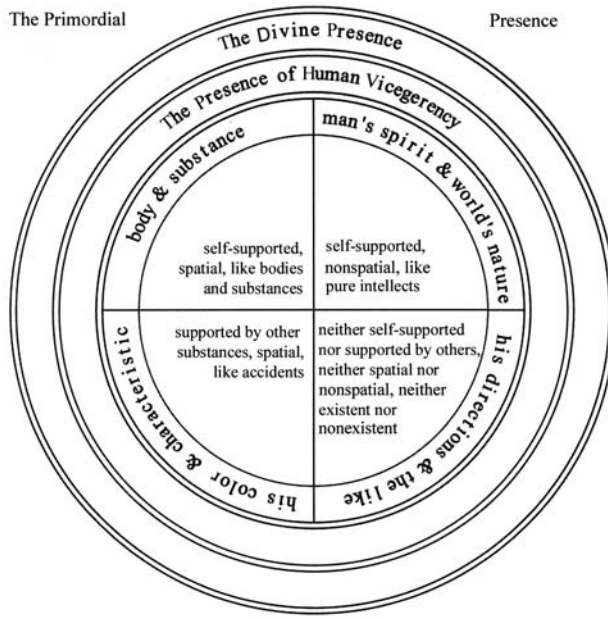 The Primordial Presence
The Divine Presence
The Presence of Human Vicegerency
body & substance
man's spirit & world's nature
self-supported,
spatial, like bodies
and substances
self-supported,
nonspatial, like
pure intellects
supported by other
substances, spatial,
like accidents
neither self-supported
nor supported by others,
neither spatial nor
nonspatial, neither
existent nor
nonexistent
his color & characteristic
his directions & the like